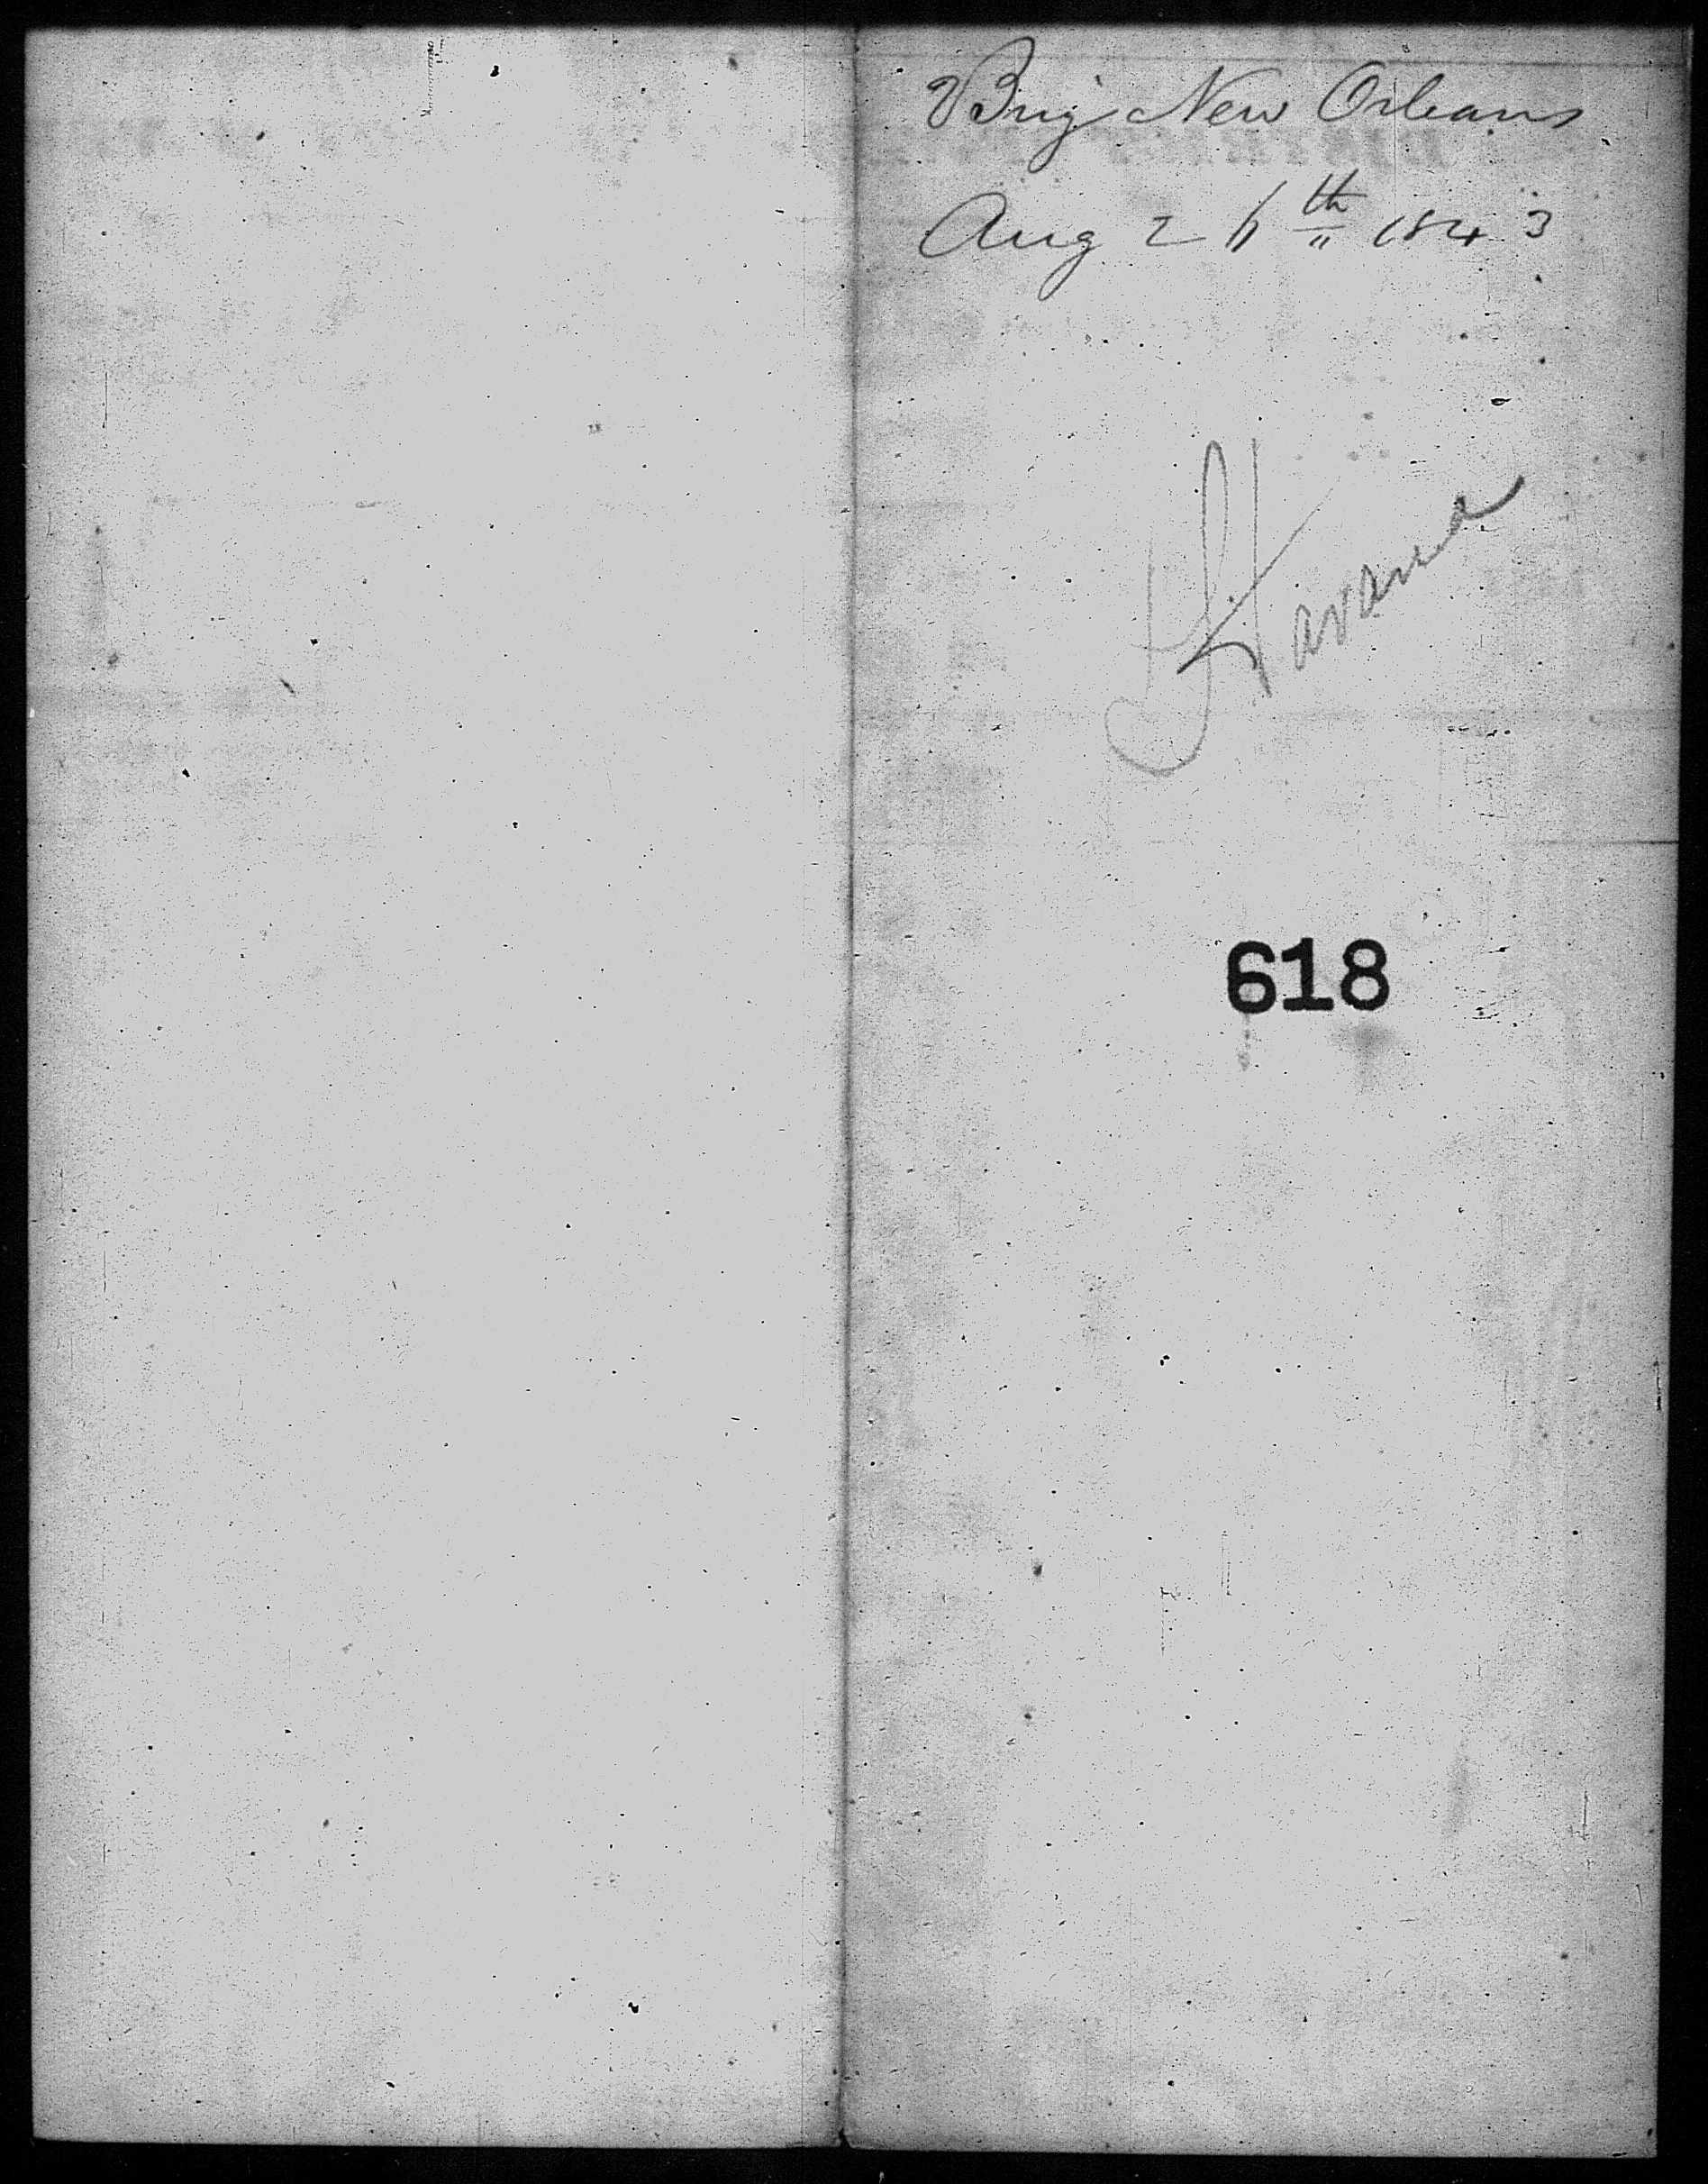 Brig New Orleans
Aug 26th 1843
Havana
618